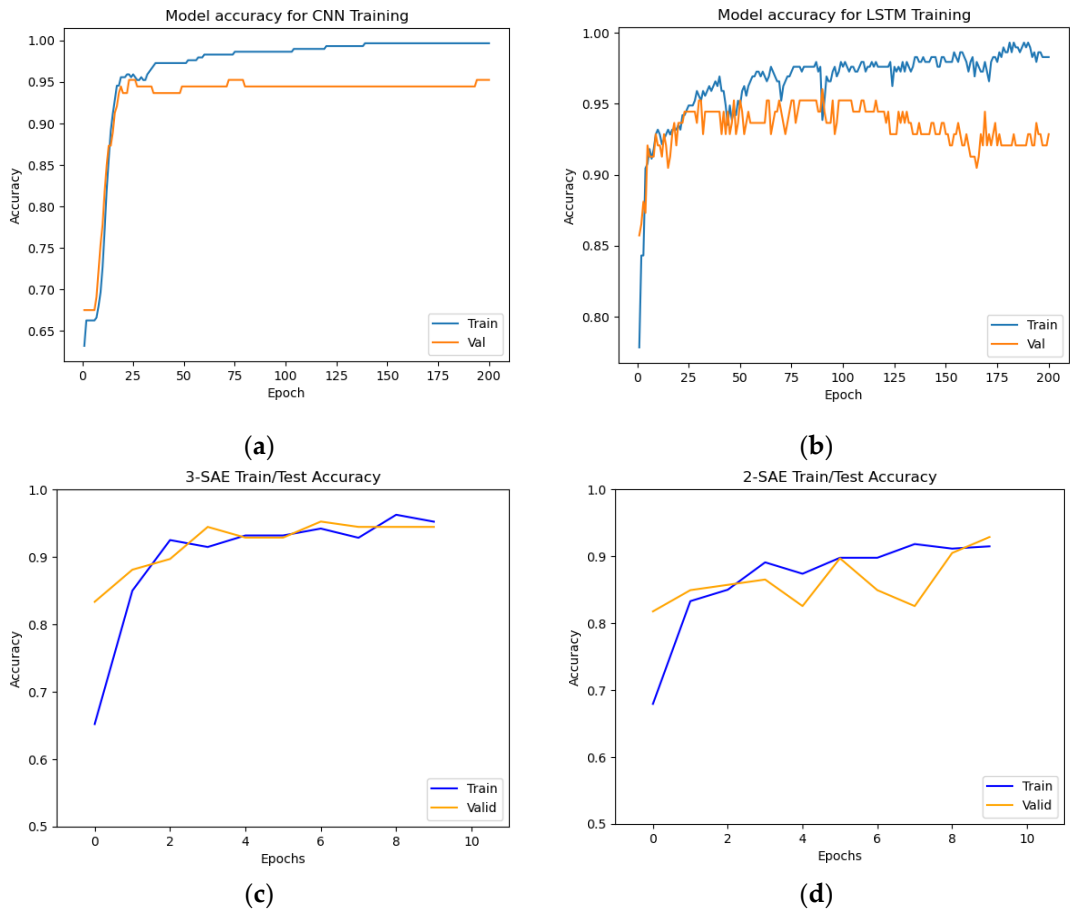 Model accuracy for CNN Training
1.00
0.95
0.90
0.85
0.80
0.75
0.70
0.65
Accuracy
Train
Val
0 25 50 75 100 125 150 175 200
Epoch
(a)
Model accuracy for LSTM Training
1.00
0.95
0.90
0.85
0.80
Accuracy
Train
Val
0 25 50 75 100 125 150 175 200
Epoch
(b)
3-SAE Train/Test Accuracy
1.0
0.9
0.8
0.7
0.6
0.5
Accuracy
Train
Valid
0 2 4 6 8 10
Epochs
(c)
2-SAE Train/Test Accuracy
1.0
0.9
0.8
0.7
0.6
0.5
Accuracy
Train
Valid
0 2 4 6 8 10
Epochs
(d)